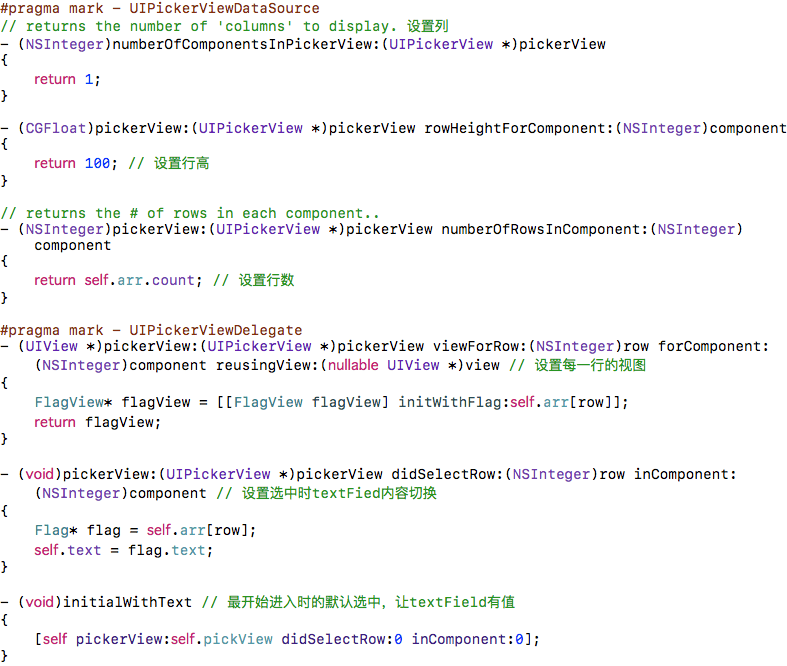 #pragma mark – UIPickerViewDataSource
// returns the number of 'columns' to display. 设置列
– (NSInteger)numberOfComponentsInPickerView:(UIPickerView *)pickerView
{
    return 1;
}

– (CGFloat)pickerView:(UIPickerView *)pickerView rowHeightForComponent:(NSInteger)component
{
    return 100; // 设置行高
}

// returns the # of rows in each component..
– (NSInteger)pickerView:(UIPickerView *)pickerView numberOfRowsInComponent:(NSInteger)
    component
{
    return self.arr.count; // 设置行数
}

#pragma mark – UIPickerViewDelegate
– (UIView *)pickerView:(UIPickerView *)pickerView viewForRow:(NSInteger)row forComponent:
    (NSInteger)component reusingView:(nullable UIView *)view // 设置每一行的视图
{
    FlagView* flagView = [[FlagView flagView] initWithFlag:self.arr[row]];
    return flagView;
}

– (void)pickerView:(UIPickerView *)pickerView didSelectRow:(NSInteger)row inComponent:
    (NSInteger)component // 设置选中时textFied内容切换
{
    Flag* flag = self.arr[row];
    self.text = flag.text;
}

– (void)initialWithText // 最开始进入时的默认选中，让textField有值
{
    [self pickerView:self.pickView didSelectRow:0 inComponent:0];
}